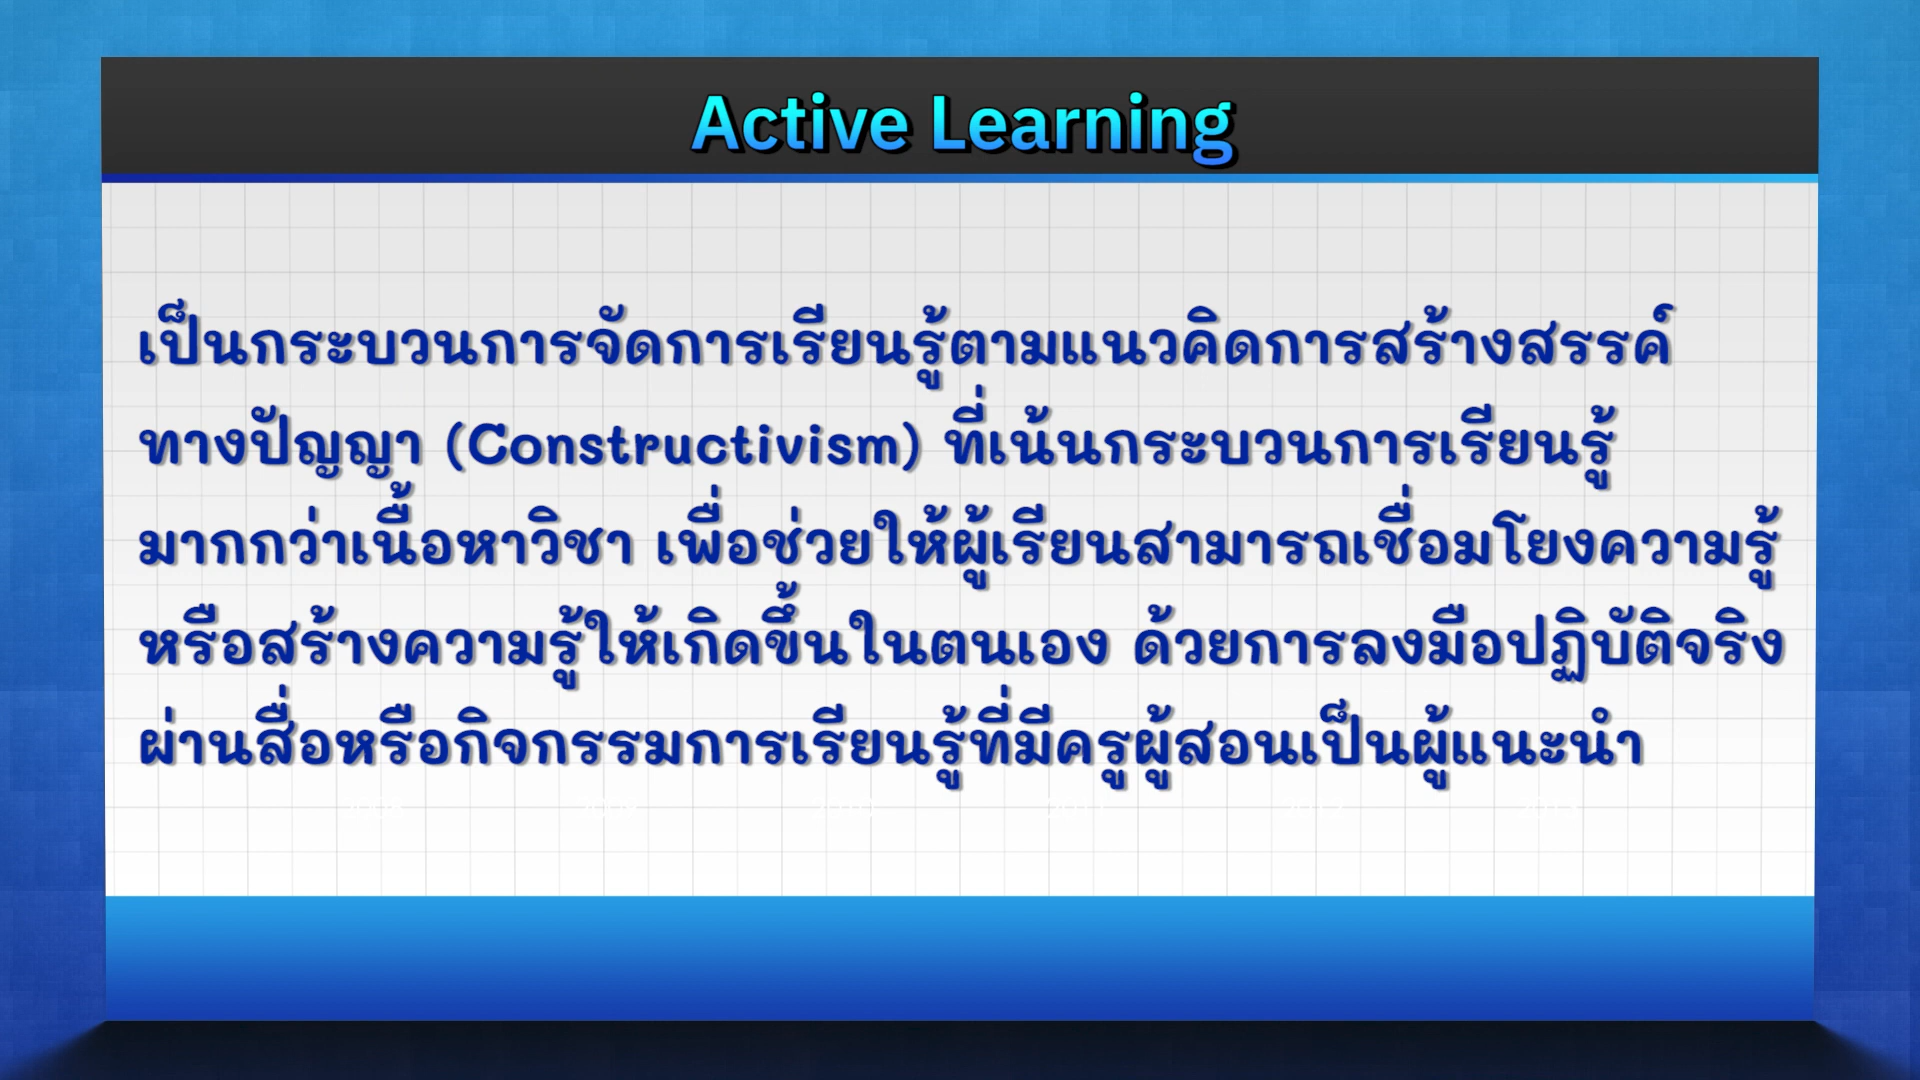 Active Learning
เป็นกระบวนการจัดการเรียนรู้ตามแนวคิดการสร้างสรรค์
ทางปัญญา (Constructivism) ที่เน้นกระบวนการเรียนรู้
มากกว่าเนื้อหาวิชา เพื่อช่วยให้ผู้เรียนสามารถเชื่อมโยงความรู้
หรือสร้างความรู้ให้เกิดขึ้นในตนเอง ด้วยการลงมือปฏิบัติจริง
ผ่านสื่อหรือกิจกรรมการเรียนรู้ที่มีครูผู้สอนเป็นผู้แนะนำ